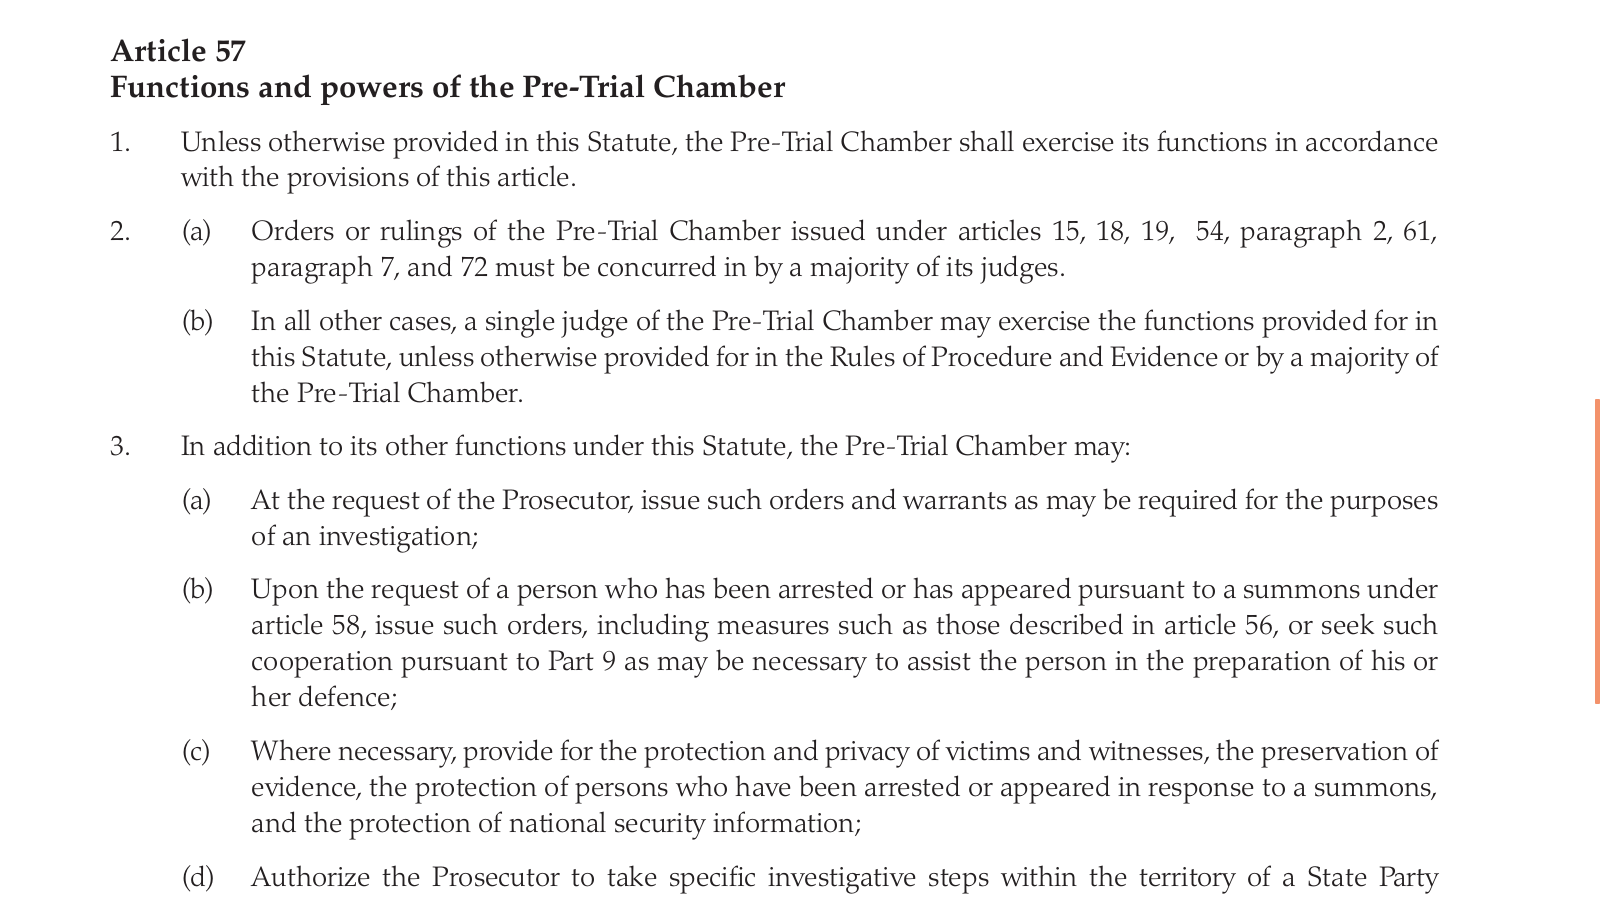 Article 57
Functions and powers of the Pre-Trial Chamber
1. Unless otherwise provided in this Statute, the Pre-Trial Chamber shall exercise its functions in accordance
with the provisions of this article.
2. (a) Orders or rulings of the Pre-Trial Chamber issued under articles 15, 18, 19, 54, paragraph 2, 61,
paragraph 7, and 72 must be concurred in by a majority of its judges.
(b) In all other cases, a single judge of the Pre-Trial Chamber may exercise the functions provided for in
this Statute, unless otherwise provided for in the Rules of Procedure and Evidence or by a majority of
the Pre-Trial Chamber.
3. In addition to its other functions under this Statute, the Pre-Trial Chamber may:
(a) At the request of the Prosecutor, issue such orders and warrants as may be required for the purposes
of an investigation;
(b) Upon the request of a person who has been arrested or has appeared pursuant to a summons under
article 58, issue such orders, including measures such as those described in article 56, or seek such
cooperation pursuant to Part 9 as may be necessary to assist the person in the preparation of his or
her defence;
(c) Where necessary, provide for the protection and privacy of victims and witnesses, the preservation of
evidence, the protection of persons who have been arrested or appeared in response to a summons,
and the protection of national security information;
(d) Authorize the Prosecutor to take specific investigative steps within the territory of a State Party